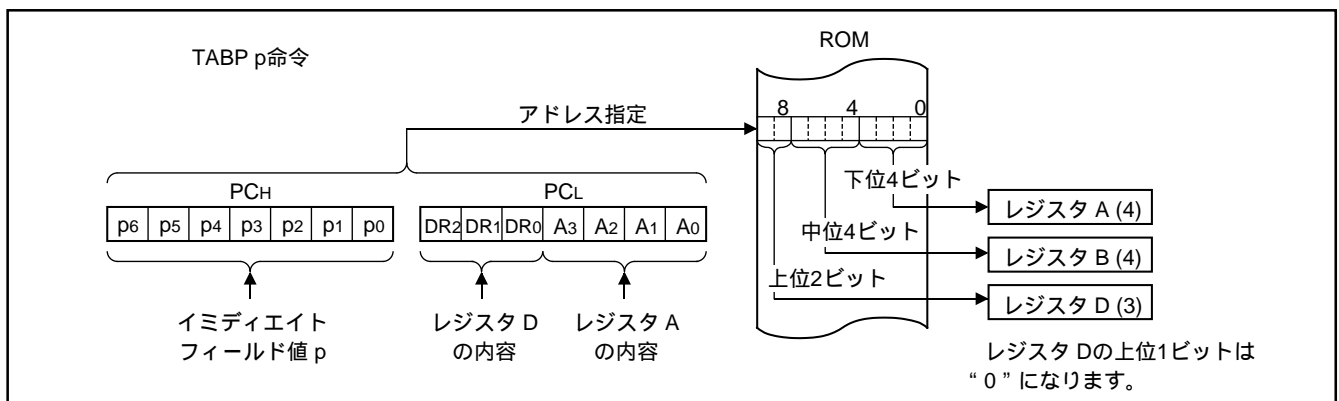 TABP p命令
ROM
8 4 0
アドレス指定
PCH
PCL
p6 p5 p4 p3 p2 p1 p0
DR2 DR1 DR0 A3 A2 A1 A0
下位4ビット
レジスタ A (4)
中位4ビット
レジスタ B (4)
上位2ビット
レジスタ D (3)
イミディエイト
フィールド値 p
レジスタ D
の内容
レジスタ A
の内容
レジスタ Dの上位1ビットは
“ 0 ” になります。